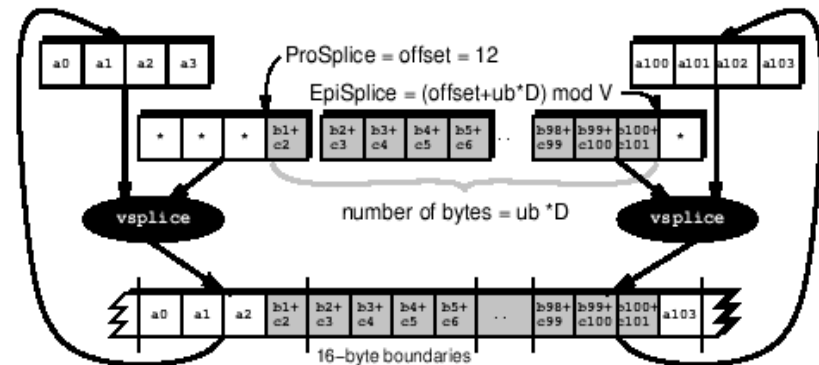 ProSplice = offset = 12
a0 a1 a2 a3
a100 a101 a102 a103
EpiSplice = (offset+ub*D) mod V
* * * b1+ b2+ b3+ b4+ b5+ .. b98+ b99+ b100+ *
c2 c3 c4 c5 c6 c99 c100 c101
vsplice
number of bytes = ub *D
vsplice
a0 a1 a2 b1+ b2+ b3+ b4+ b5+ .. b98+ b99+ b100+ a103
c2 c3 c4 c5 c6 c99 c100 c101
16-byte boundaries